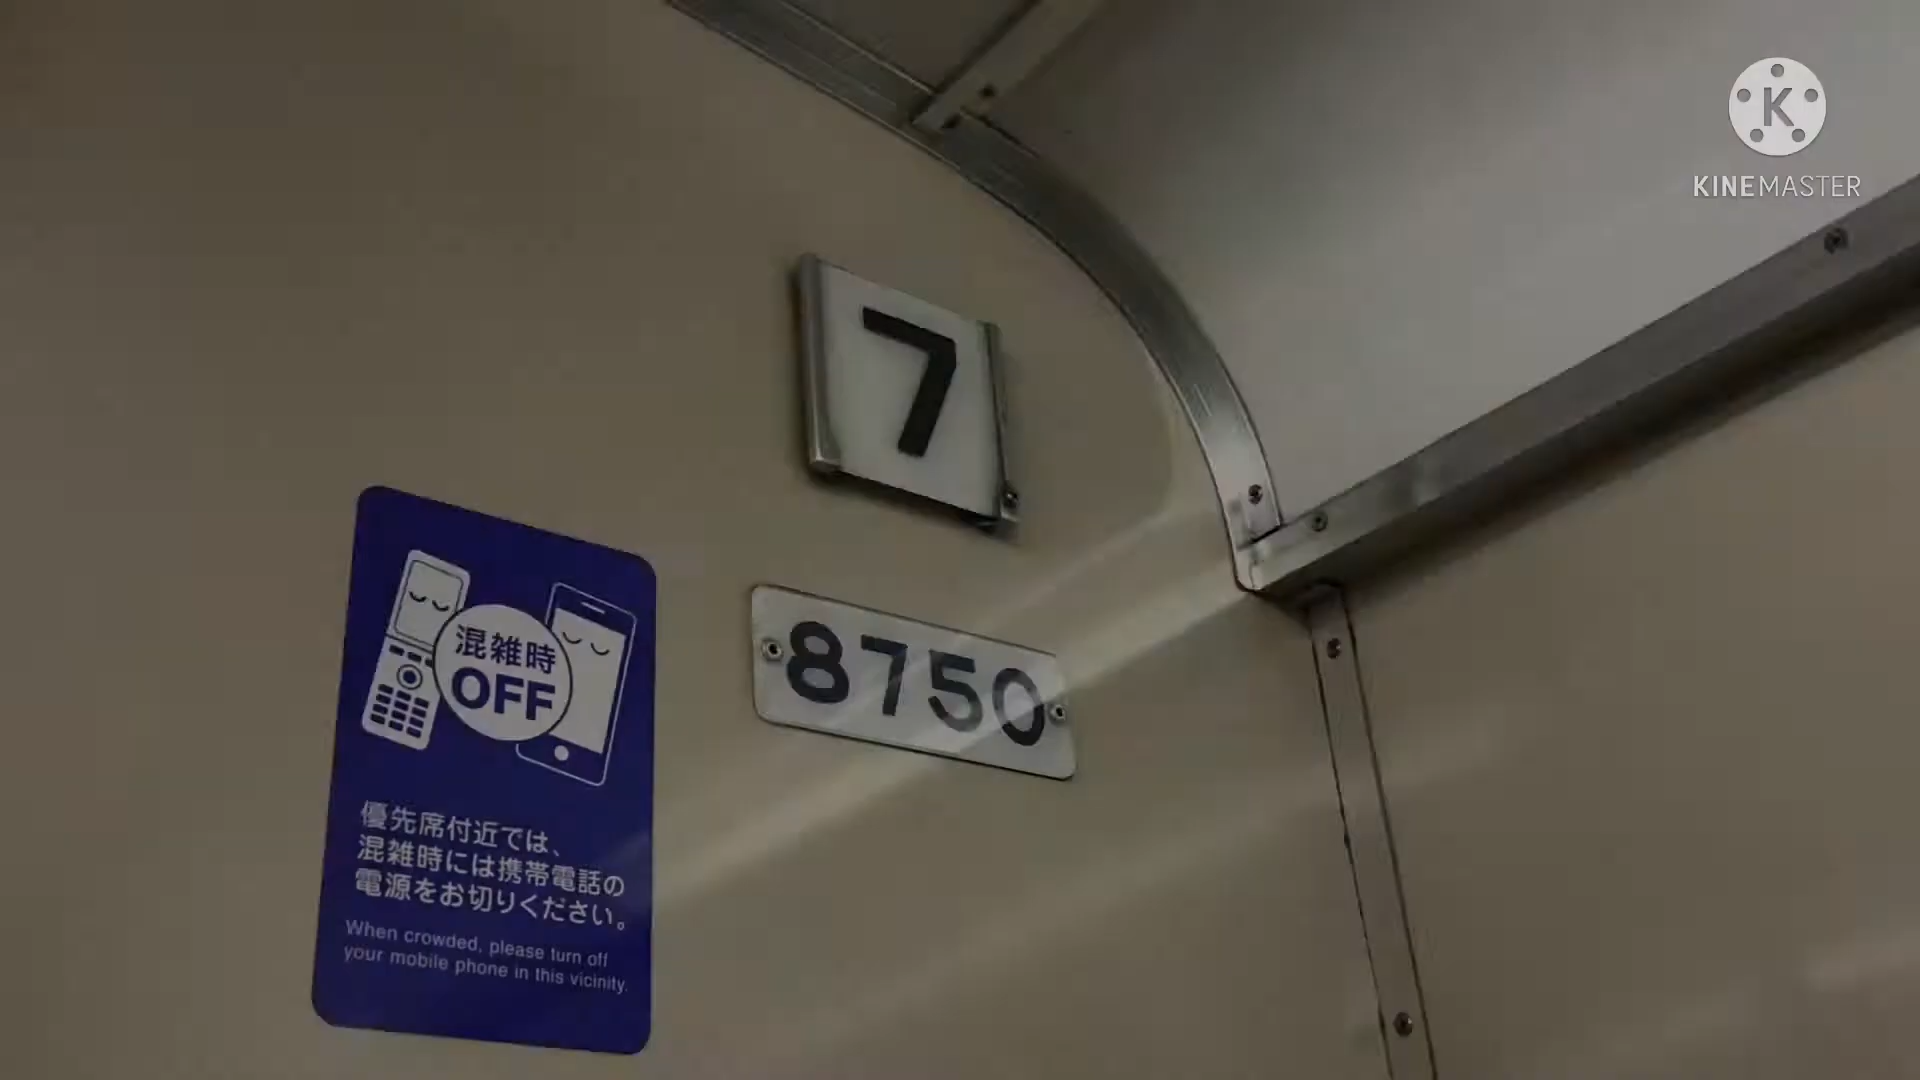 K
KINEMASTER
7
8750
混雑時
OFF
優先席付近では、
混雑時には携帯電話の
電源をお切りください。
When crowded, please turn off
your mobile phone in this vicinity.